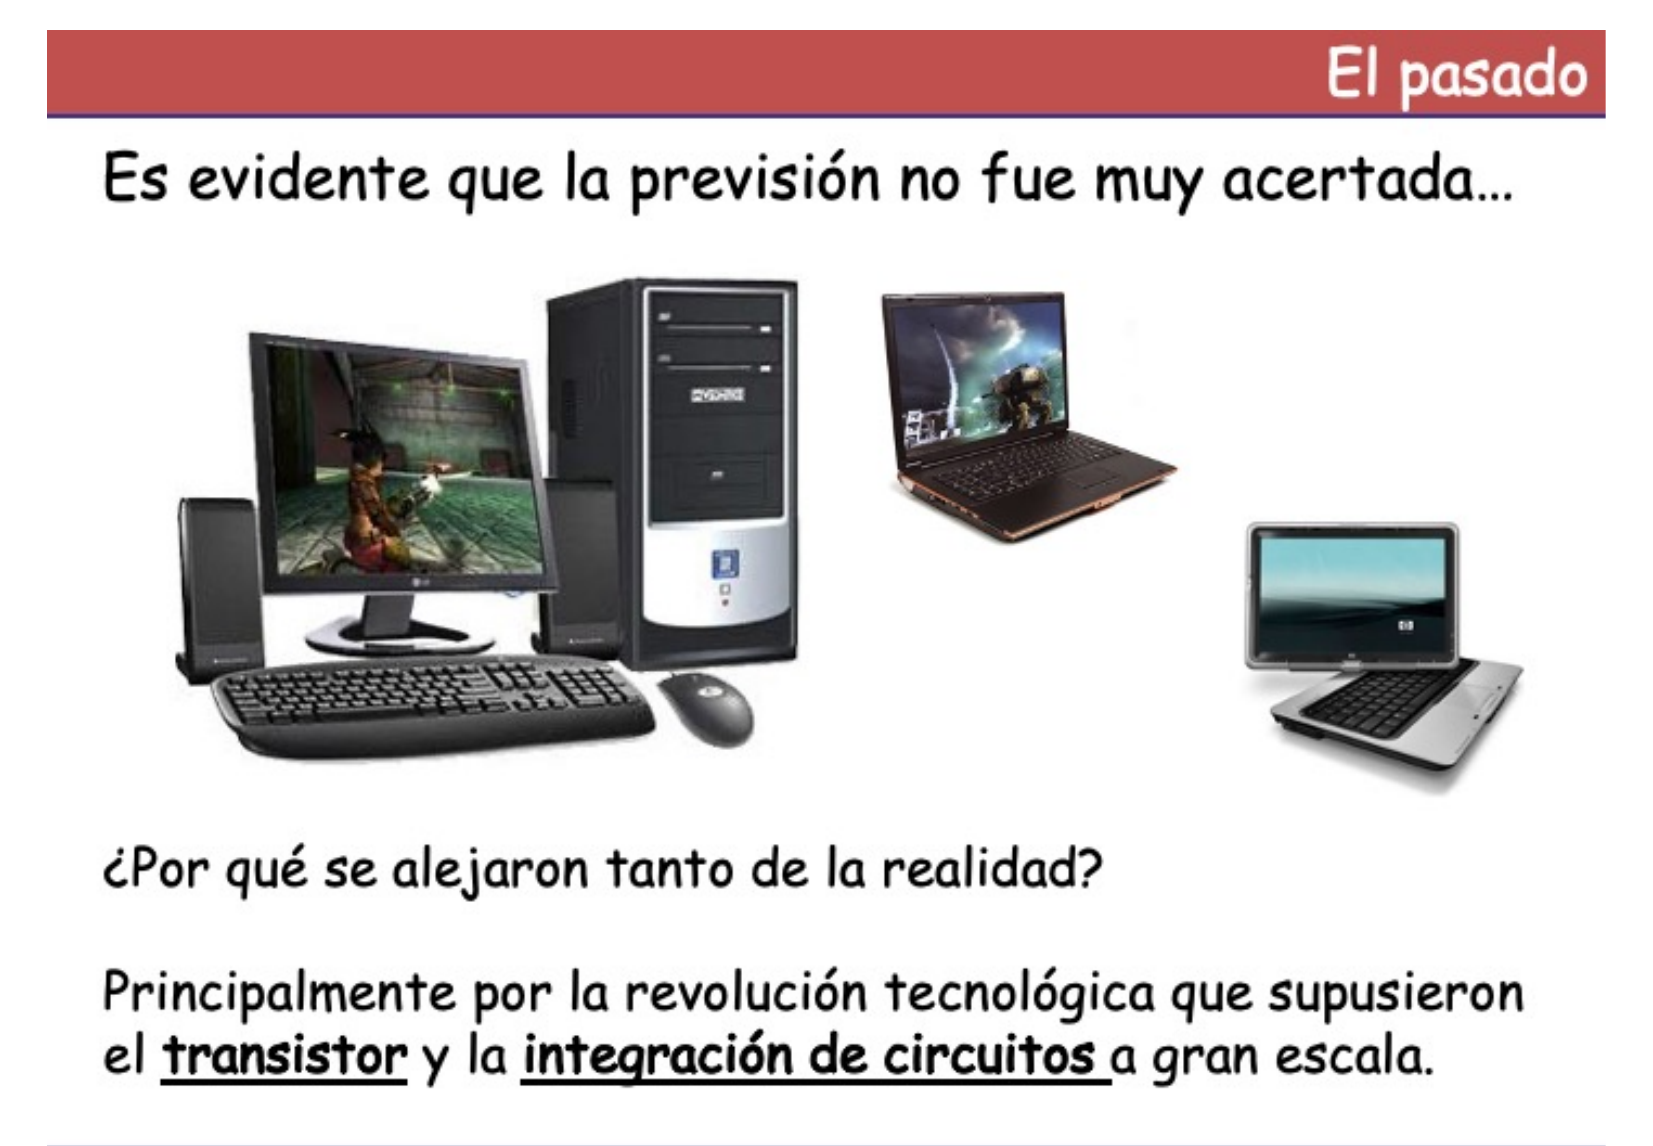 El pasado
Es evidente que la previsión no fue muy acertada...
¿Por qué se alejaron tanto de la realidad?
Principalmente por la revolución tecnológica que supusieron
el transistor y la integración de circuitos a gran escala.